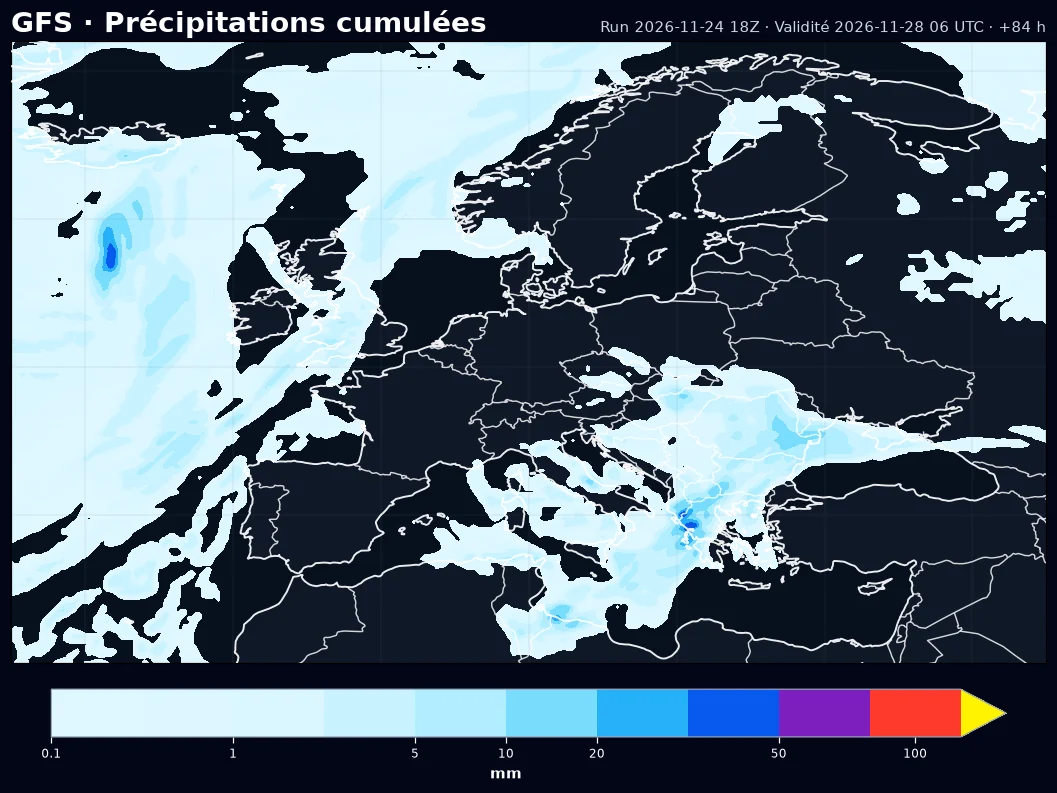 GFS · Précipitations cumulées
Run 2026-11-24 18Z · Validité 2026-11-28 06 UTC · +84 h
0.1 1 5 10 20 50 100
mm